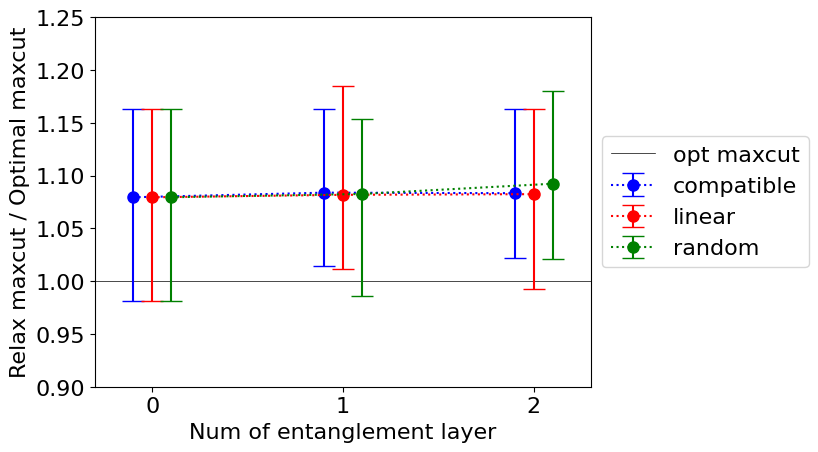 Relax maxcut / Optimal maxcut
1.25
1.20
1.15
1.10
1.05
1.00
0.95
0.90
0
1
2
Num of entanglement layer
opt maxcut
compatible
linear
random